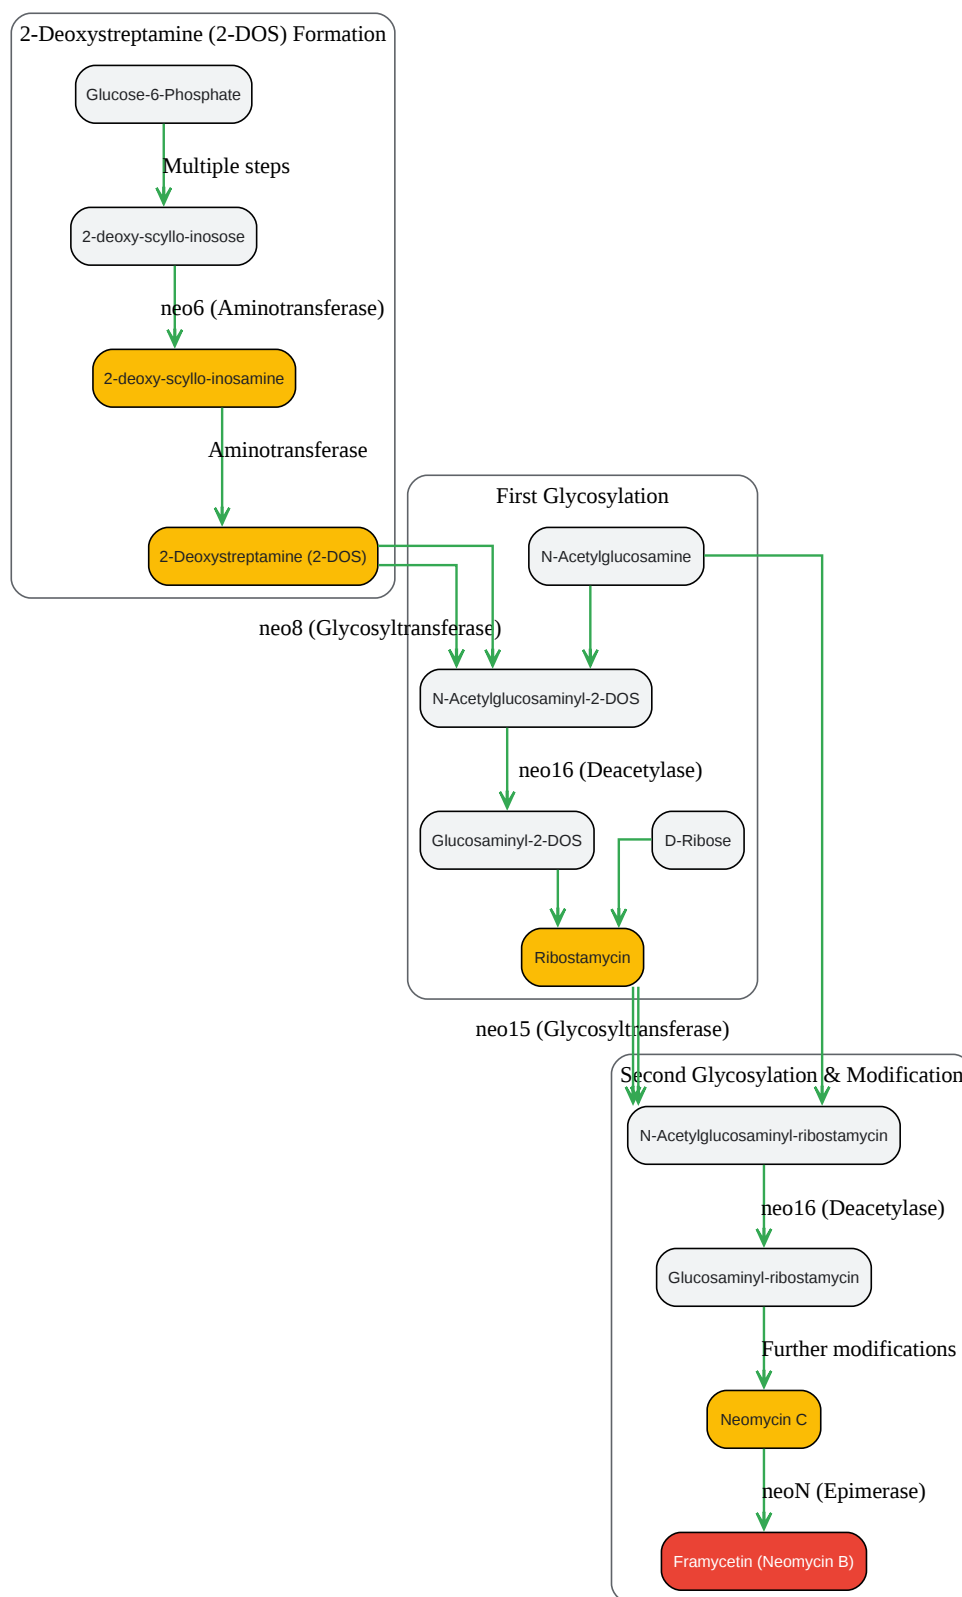 2-Deoxystreptamine (2-DOS) Formation
Glucose-6-Phosphate
Multiple steps
2-deoxy-scyllo-inosose
neo6 (Aminotransferase)
2-deoxy-scyllo-inosamine
Aminotransferase
2-Deoxystreptamine (2-DOS)
First Glycosylation
N-Acetylglucosamine
neo8 (Glycosyltransferase)
N-Acetylglucosaminyl-2-DOS
neo16 (Deacetylase)
Glucosaminyl-2-DOS
D-Ribose
Ribostamycin
neo15 (Glycosyltransferase)
Second Glycosylation & Modification
N-Acetylglucosaminyl-ribostamycin
neo16 (Deacetylase)
Glucosaminyl-ribostamycin
Further modifications
Neomycin C
neoN (Epimerase)
Framycetin (Neomycin B)